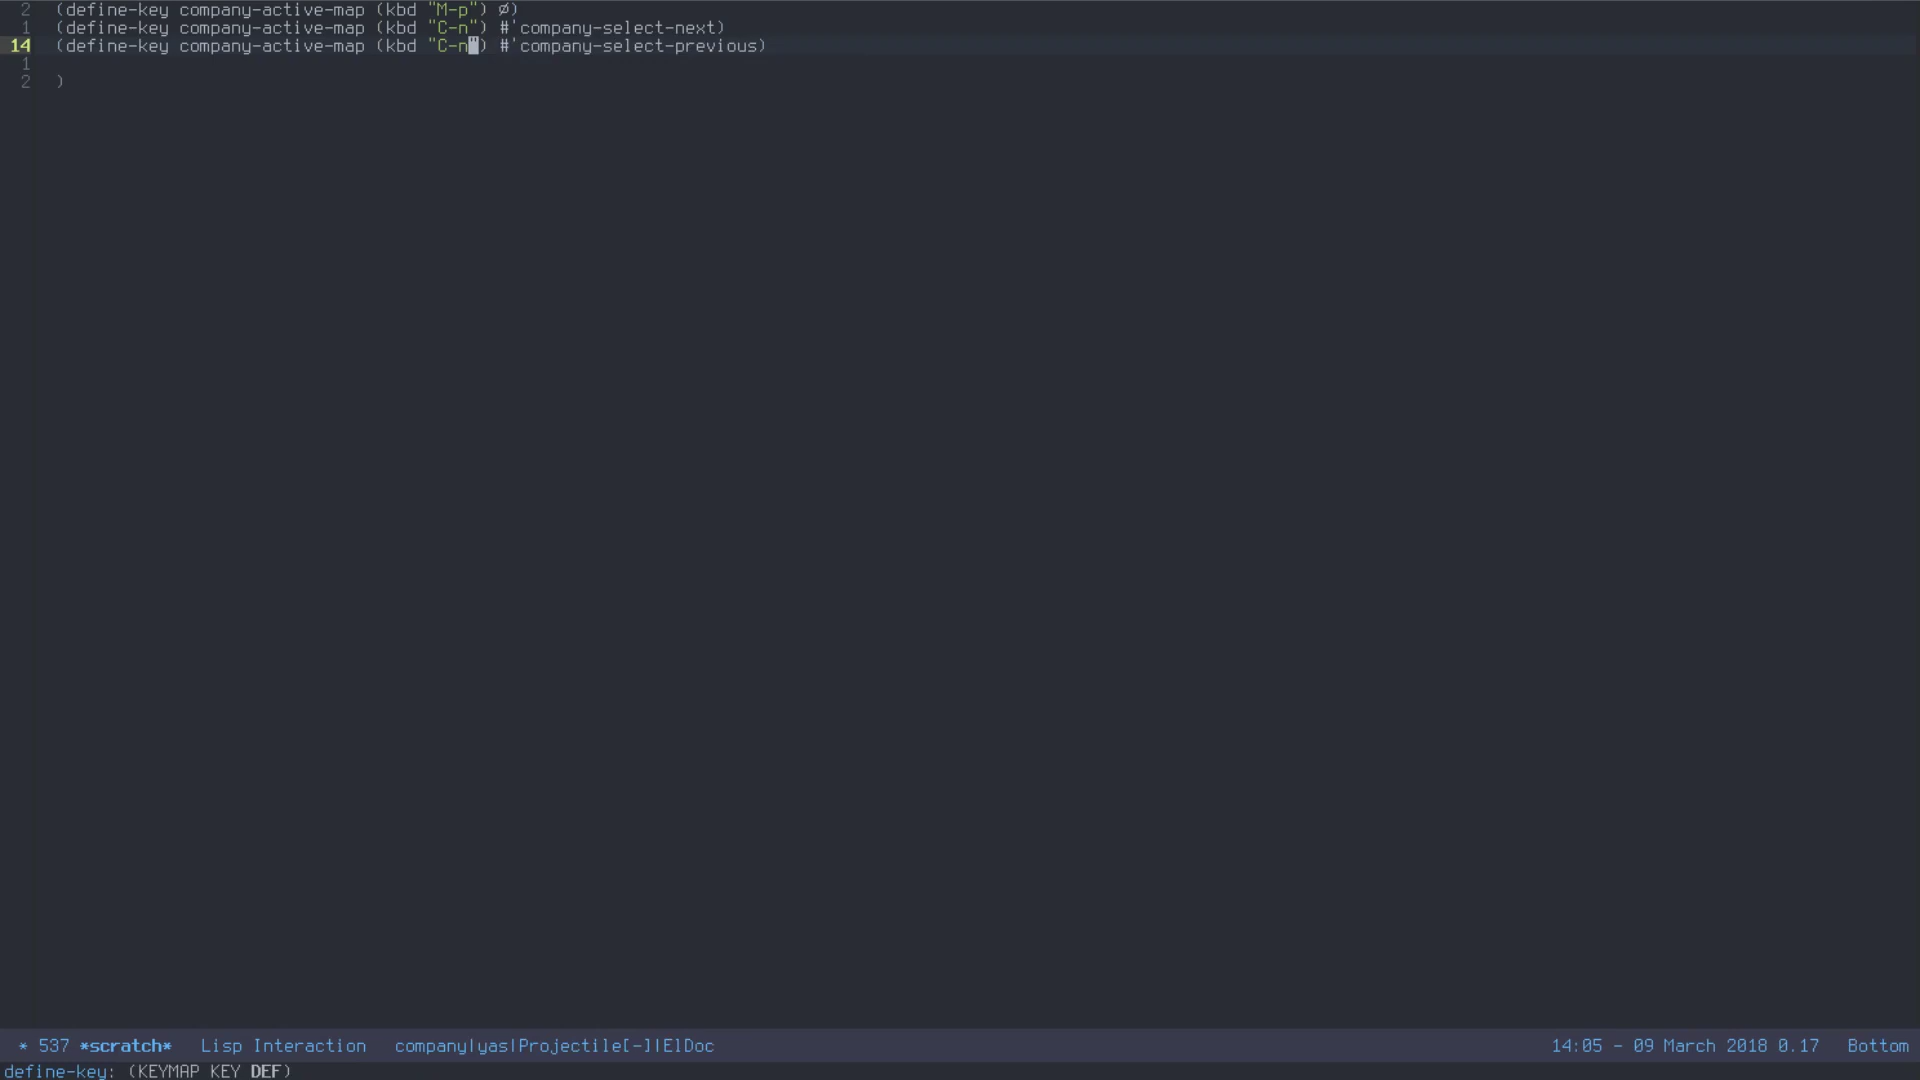 2 (define-key company-active-map (kbd "M-p") ∅)
1 (define-key company-active-map (kbd "C-n") #'company-select-next)
14 (define-key company-active-map (kbd "C-n") #'company-select-previous)
1
2 )
* 537 *scratch* Lisp Interaction company|yas|Projectile[-]|ElDoc 14:05 - 09 March 2018 0.17 Bottom
define-key: (KEYMAP KEY DEF)